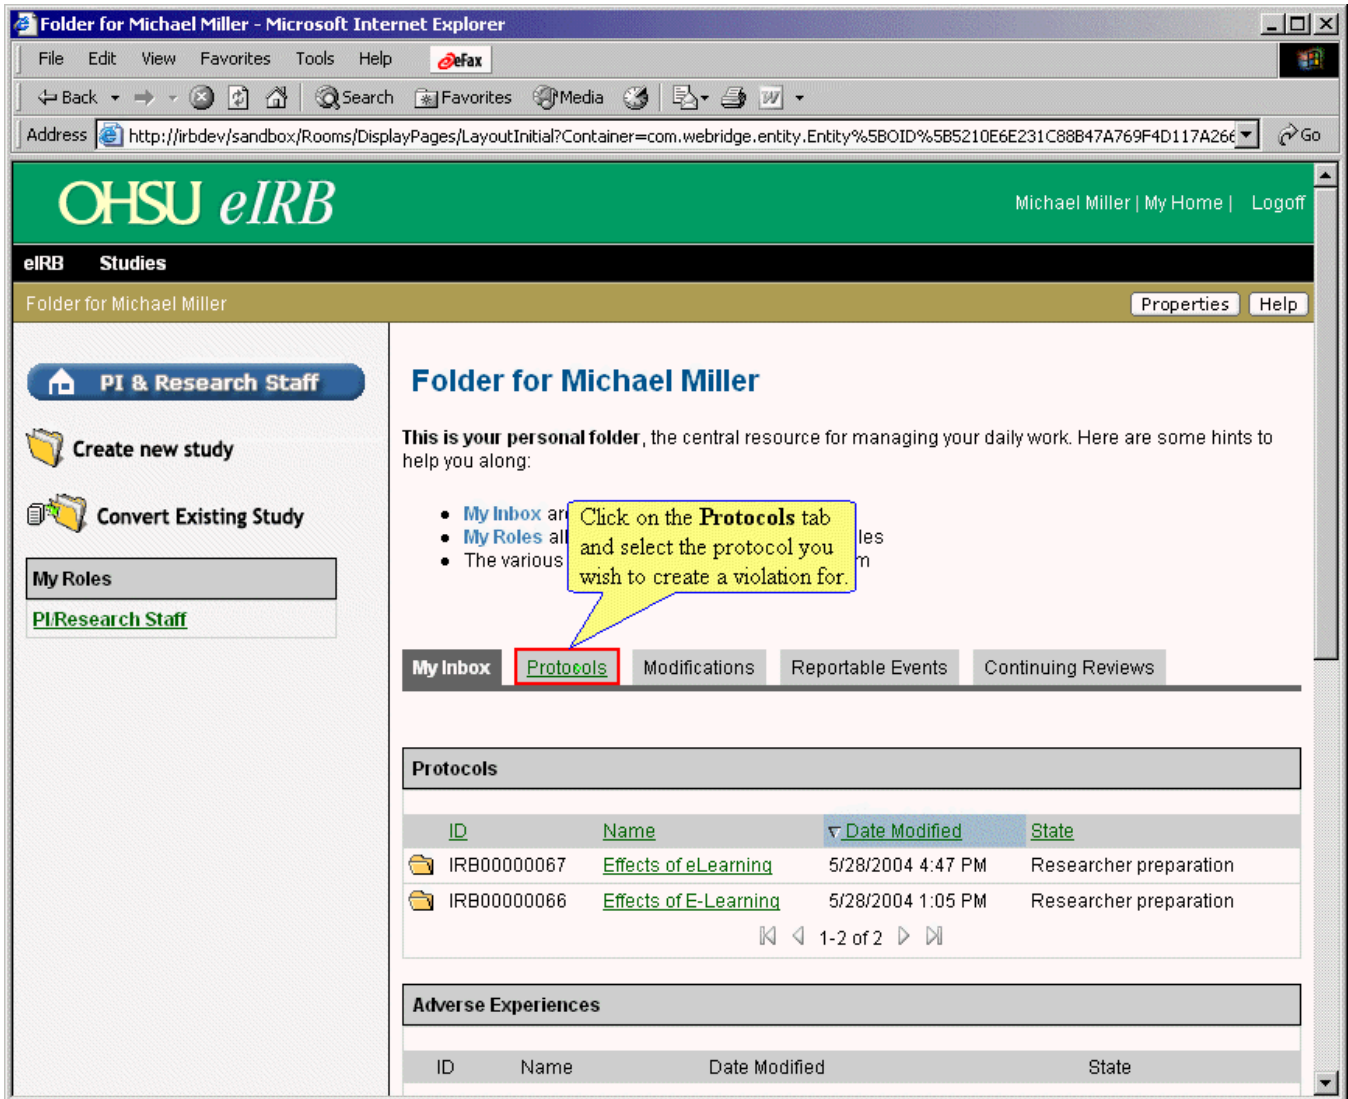 Folder for Michael Miller - Microsoft Internet Explorer
File Edit View Favorites Tools Help eFax
Back Search Favorites Media
Address http://irbdev/sandbox/Rooms/DisplayPages/LayoutInitial?Container=com.webridge.entity.Entity%5BOID%5B5210E6E231C88B47A769F4D117A266 Go
OHSU eIRB
Michael Miller | My Home | Logoff
eIRB Studies
Folder for Michael Miller Properties Help
PI & Research Staff
Create new study
Convert Existing Study
My Roles
PI/Research Staff
Folder for Michael Miller
This is your personal folder, the central resource for managing your daily work. Here are some hints to
help you along:
My Inbox
My Roles
The various
Click on the Protocols tab
and select the protocol you
wish to create a violation for.
My Inbox Protocols Modifications Reportable Events Continuing Reviews
Protocols
ID Name Date Modified State
IRB00000067 Effects of eLearning 5/28/2004 4:47 PM Researcher preparation
IRB00000066 Effects of E-Learning 5/28/2004 1:05 PM Researcher preparation
1-2 of 2
Adverse Experiences
ID Name Date Modified State